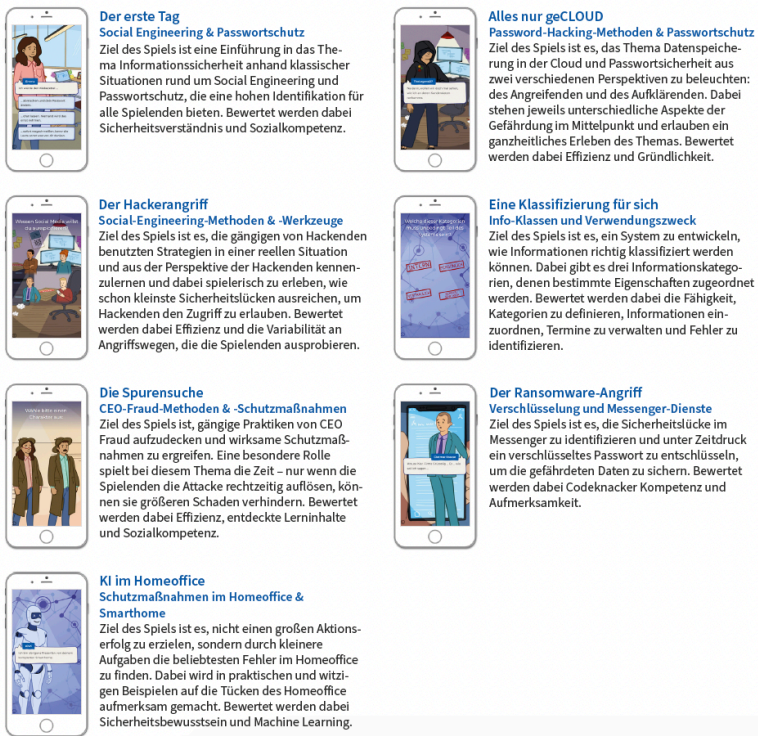 Der erste Tag
Social Engineering & Passwortschutz
Ziel des Spiels ist eine Einführung in das The-
ma Informationssicherheit anhand klassischer
Situationen rund um Social Engineering und
Passwortschutz, die eine hohen Identifikation für
alle Spielenden bieten. Bewertet werden dabei
Sicherheitsverständnis und Sozialkompetenz.
Alles nur geCLOUD
Password-Hacking-Methoden & Passwortschutz
Ziel des Spiels ist es, das Thema Datenspeiche-
rung in der Cloud und Passwortsicherheit aus
zwei verschiedenen Perspektiven zu beleuchten:
des Angreifenden und des Aufklärenden. Dabei
stehen jeweils unterschiedliche Aspekte der
Gefährdung im Mittelpunkt und erlauben ein
ganzheitliches Erleben des Themas. Bewertet
werden dabei Effizienz und Gründlichkeit.
Der Hackerangriff
Social-Engineering-Methoden & -Werkzeuge
Ziel des Spiels ist es, die gängigen von Hackenden
benutzten Strategien in einer reellen Situation
und aus der Perspektive der Hackenden kennen-
zulernen und dabei spielerisch zu erleben, wie
schon kleinste Sicherheitslücken ausreichen, um
Hackenden den Zugriff zu erlauben. Bewertet
werden dabei Effizienz und die Variabilität an
Angriffswegen, die die Spielenden ausprobieren.
Eine Klassifizierung für sich
Info-Klassen und Verwendungszweck
Ziel des Spiels ist es, ein System zu entwickeln,
wie Informationen richtig klassifiziert werden
können. Dabei gibt es drei Informationskatego-
rien, denen bestimmte Eigenschaften zugeordnet
werden. Bewertet werden dabei die Fähigkeit,
Kategorien zu definieren, Informationen ein-
zuordnen, Termine zu verwalten und Fehler zu
identifizieren.
Die Spurensuche
CEO-Fraud-Methoden & -Schutzmaßnahmen
Ziel des Spiels ist, gängige Praktiken von CEO
Fraud aufzudecken und wirksame Schutzmaß-
nahmen zu ergreifen. Eine besondere Rolle
spielt bei diesem Thema die Zeit – nur wenn die
Spielenden die Attacke rechtzeitig auflösen, kön-
nen sie größeren Schaden verhindern. Bewertet
werden dabei Effizienz, entdeckte Lerninhalte
und Sozialkompetenz.
Wähle bitte einen
Charakter aus
Der Ransomware-Angriff
Verschlüsselung und Messenger-Dienste
Ziel des Spiels ist es, die Sicherheitslücke im
Messenger zu identifizieren und unter Zeitdruck
ein verschlüsseltes Passwort zu entschlüsseln,
um die gefährdeten Daten zu sichern. Bewertet
werden dabei Codeknacker Kompetenz und
Aufmerksamkeit.
KI im Homeoffice
Schutzmaßnahmen im Homeoffice &
Smarthome
Ziel des Spiels ist es, nicht einen großen Aktions-
erfolg zu erzielen, sondern durch kleinere
Aufgaben die beliebtesten Fehler im Homeoffice
zu finden. Dabei wird in praktischen und witzi-
gen Beispielen auf die Tücken des Homeoffice
aufmerksam gemacht. Bewertet werden dabei
Sicherheitsbewusstsein und Machine Learning.